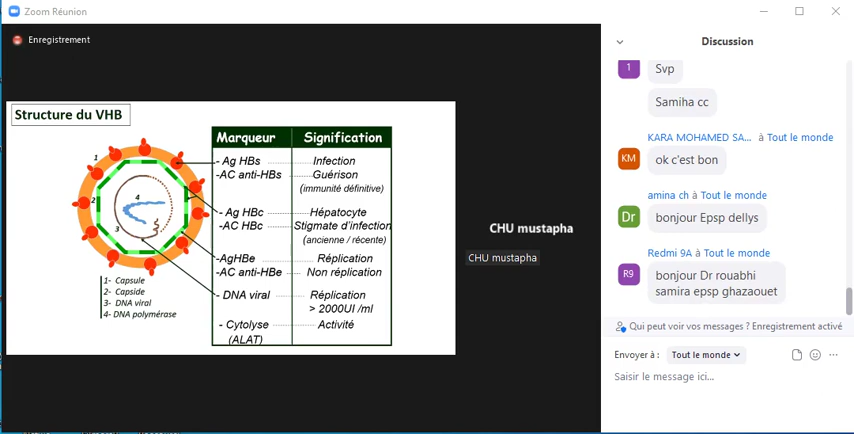 Zoom Réunion
Enregistrement
Structure du VHB
1
2
3
4
1- Capsule
2- Capside
3- DNA viral
4- DNA polymérase
Marqueur Signification
- Ag HBs Infection
- AC anti-HBs Guérison
(immunité définitive)
- Ag HBc Hépatocyte
- AC HBc Stigmate d'infection
(ancienne / récente)
-AgHBe Réplication
-AC anti-HBe Non réplication
- DNA viral Réplication
> 2000UI /ml
- Cytolyse Activité
(ALAT)
CHU mustapha
CHU mustapha
Discussion
1
Svp
Samiha cc
KARA MOHAMED SA... à Tout le monde
KM
ok c'est bon
amina ch à Tout le monde
Dr
bonjour Epsp dellys
Redmi 9A à Tout le monde
R9
bonjour Dr rouabhi
samira epsp ghazaouet
Qui peut voir vos messages ? Enregistrement activé
Envoyer à : Tout le monde
Saisir le message ici...